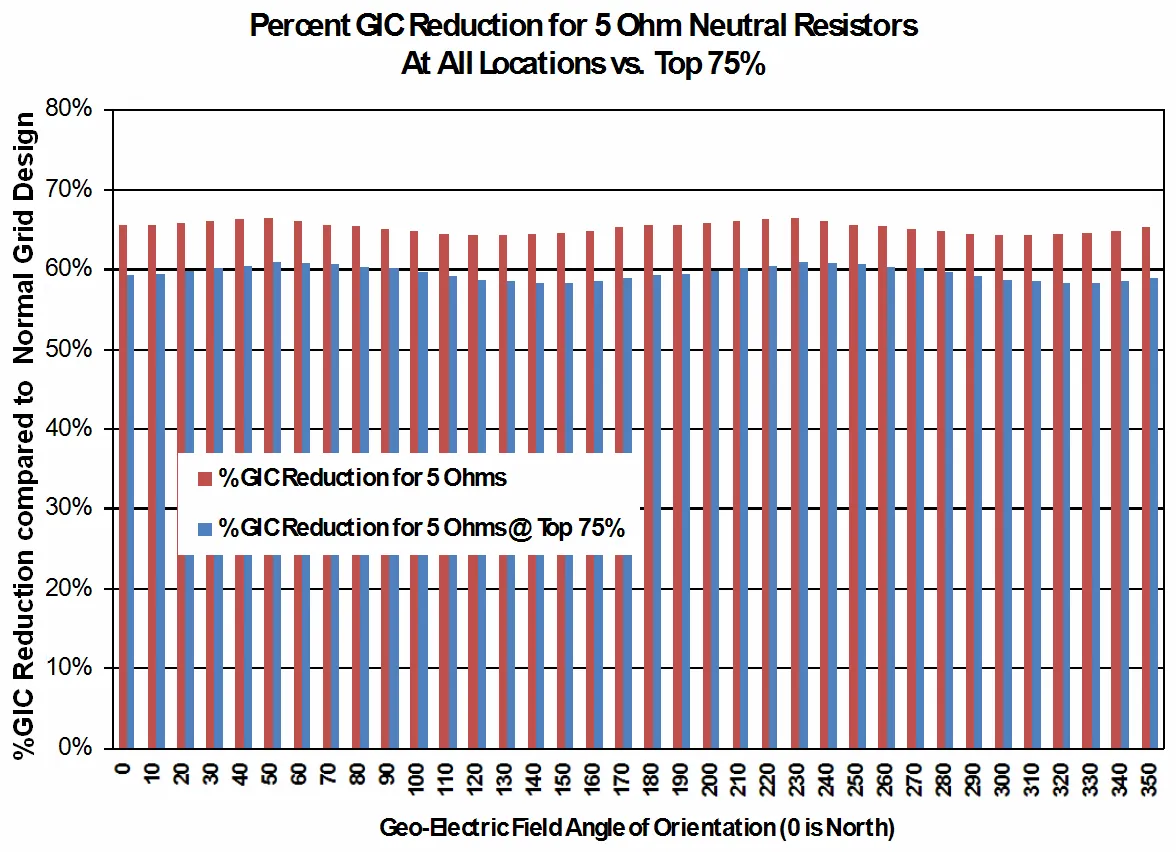 Percent GIC Reduction for 5 Ohm Neutral Resistors
At All Locations vs. Top 75%
%GIC Reduction compared to Normal Grid Design
80%
70%
60%
50%
40%
30%
20%
10%
0%
%GIC Reduction for 5 Ohms
%GIC Reduction for 5 Ohms@ Top 75%
0 10 20 30 40 50 60 70 80 90 100 110 120 130 140 150 160 170 180 190 200 210 220 230 240 250 260 270 280 290 300 310 320 330 340 350
Geo-Electric Field Angle of Orientation (0 is North)